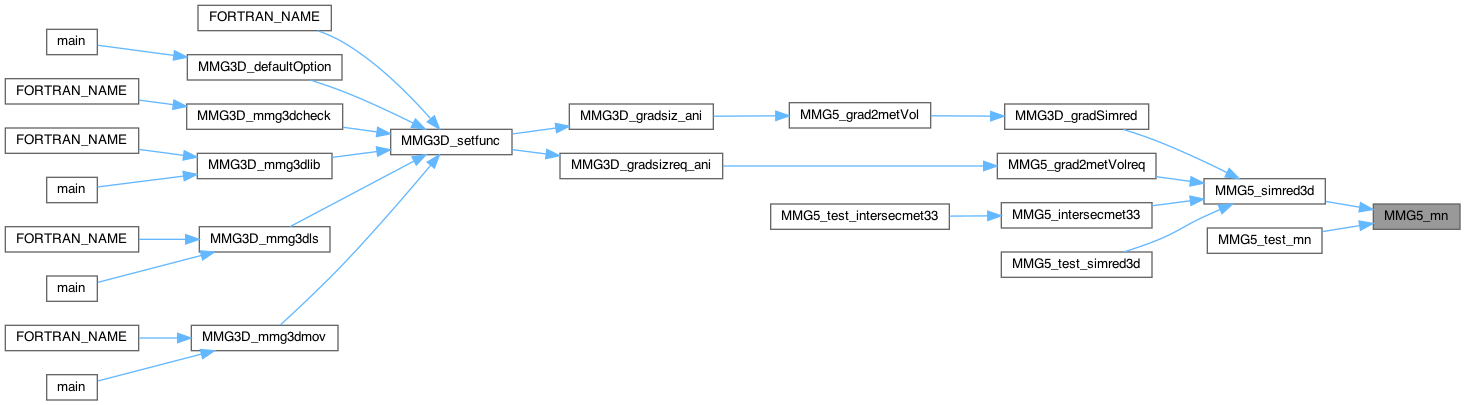 FORTRAN_NAME
main
MMG3D_defaultOption
FORTRAN_NAME
MMG3D_mmg3dcheck
FORTRAN_NAME
MMG3D_mmg3dlib
main
FORTRAN_NAME
MMG3D_mmg3dls
main
FORTRAN_NAME
MMG3D_mmg3dmov
main
MMG3D_setfunc
MMG3D_gradsiz_ani
MMG3D_gradsizreq_ani
MMG5_grad2metVol
MMG5_test_intersecmet33
MMG3D_gradSimred
MMG5_grad2metVolreq
MMG5_intersecmet33
MMG5_test_simred3d
MMG5_simred3d
MMG5_test_mn
MMG5_mn